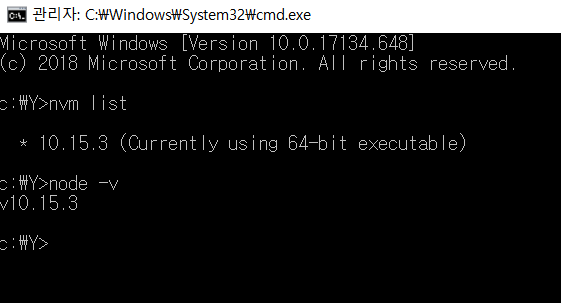 관리자: C:₩Windows₩System32₩cmd.exe
Microsoft Windows [Version 10.0.17134.648]
(c) 2018 Microsoft Corporation. All rights reserved.
c:₩Y>nvm list
* 10.15.3 (Currently using 64-bit executable)
c:₩Y>node -v
v10.15.3
c:₩Y>